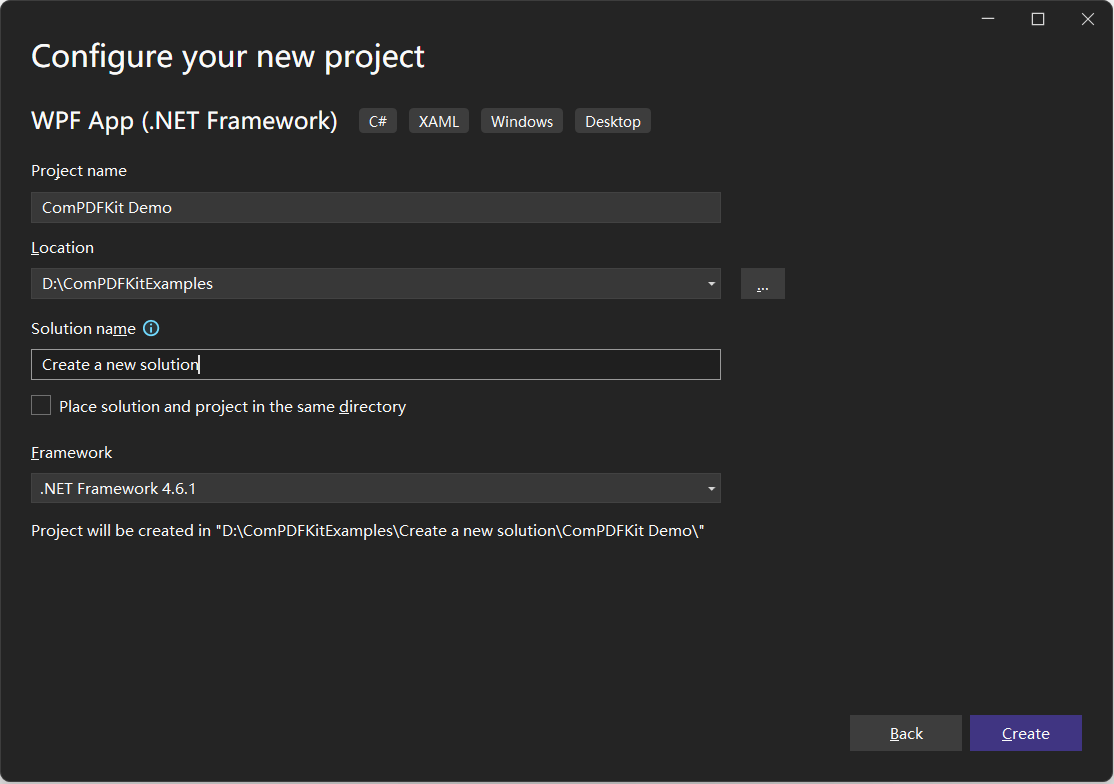 Configure your new project
WPF App (.NET Framework) C# XAML Windows Desktop
Project name
ComPDFKit Demo
Location
D:\ComPDFKitExamples
...
Solution name
Create a new solution
Place solution and project in the same directory
Framework
.NET Framework 4.6.1
Project will be created in "D:\ComPDFKitExamples\Create a new solution\ComPDFKit Demo\"
Back Create